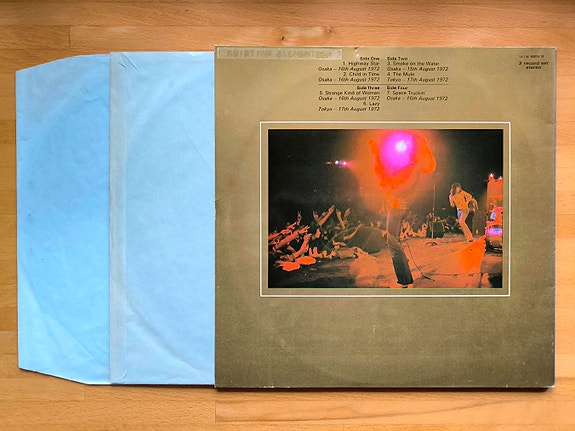 Side One
1. Highway Star
Osaka – 16th August 1972
2. Child in Time
Osaka – 16th August 1972
Side Two
3. Smoke on the Water
Osaka – 15th August 1972
4. The Mule
Tokyo – 17th August 1972
Side three
5. Strange Kind of Woman
Osaka – 16th August 1972
6. Lazy
Tokyo – 17th August 1972
Side Four
7. Space Truckin'
Osaka – 16th August 1972
2 record set
stereo